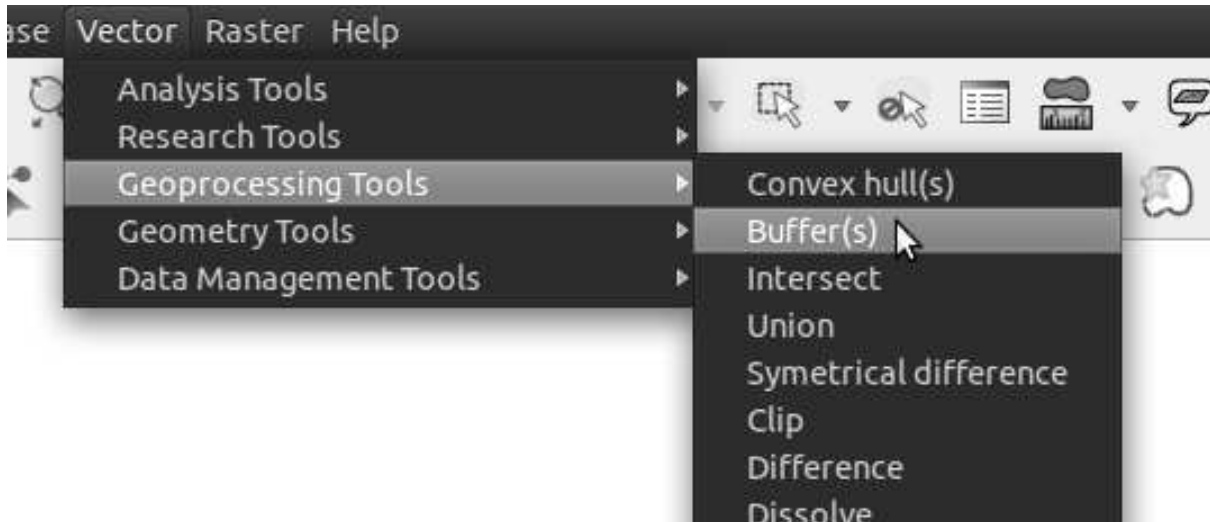 ase Vector Raster Help
Analysis Tools
Research Tools
Geoprocessing Tools
Geometry Tools
Data Management Tools
Convex hull(s)
Buffer(s)
Intersect
Union
Symetrical difference
Clip
Difference
Dissolve